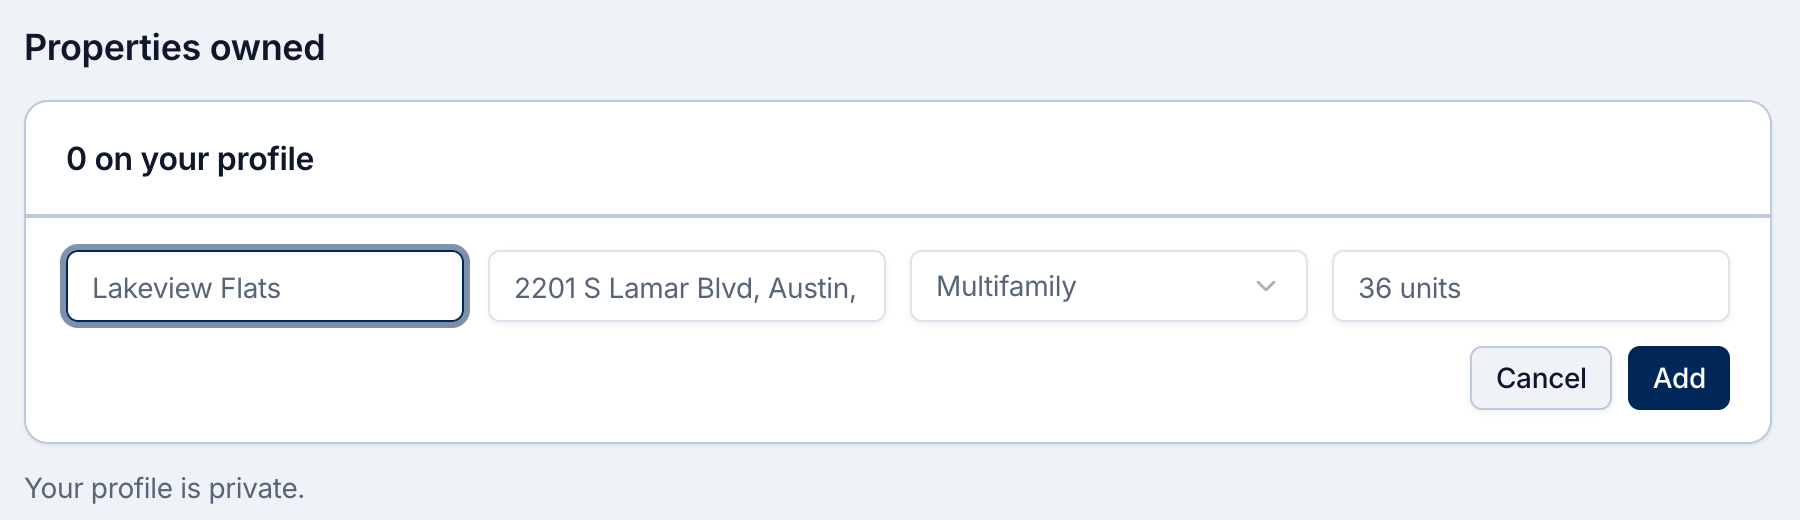 Properties owned
0 on your profile
Lakeview Flats
2201 S Lamar Blvd, Austin,
Multifamily
36 units
Cancel
Add
Your profile is private.